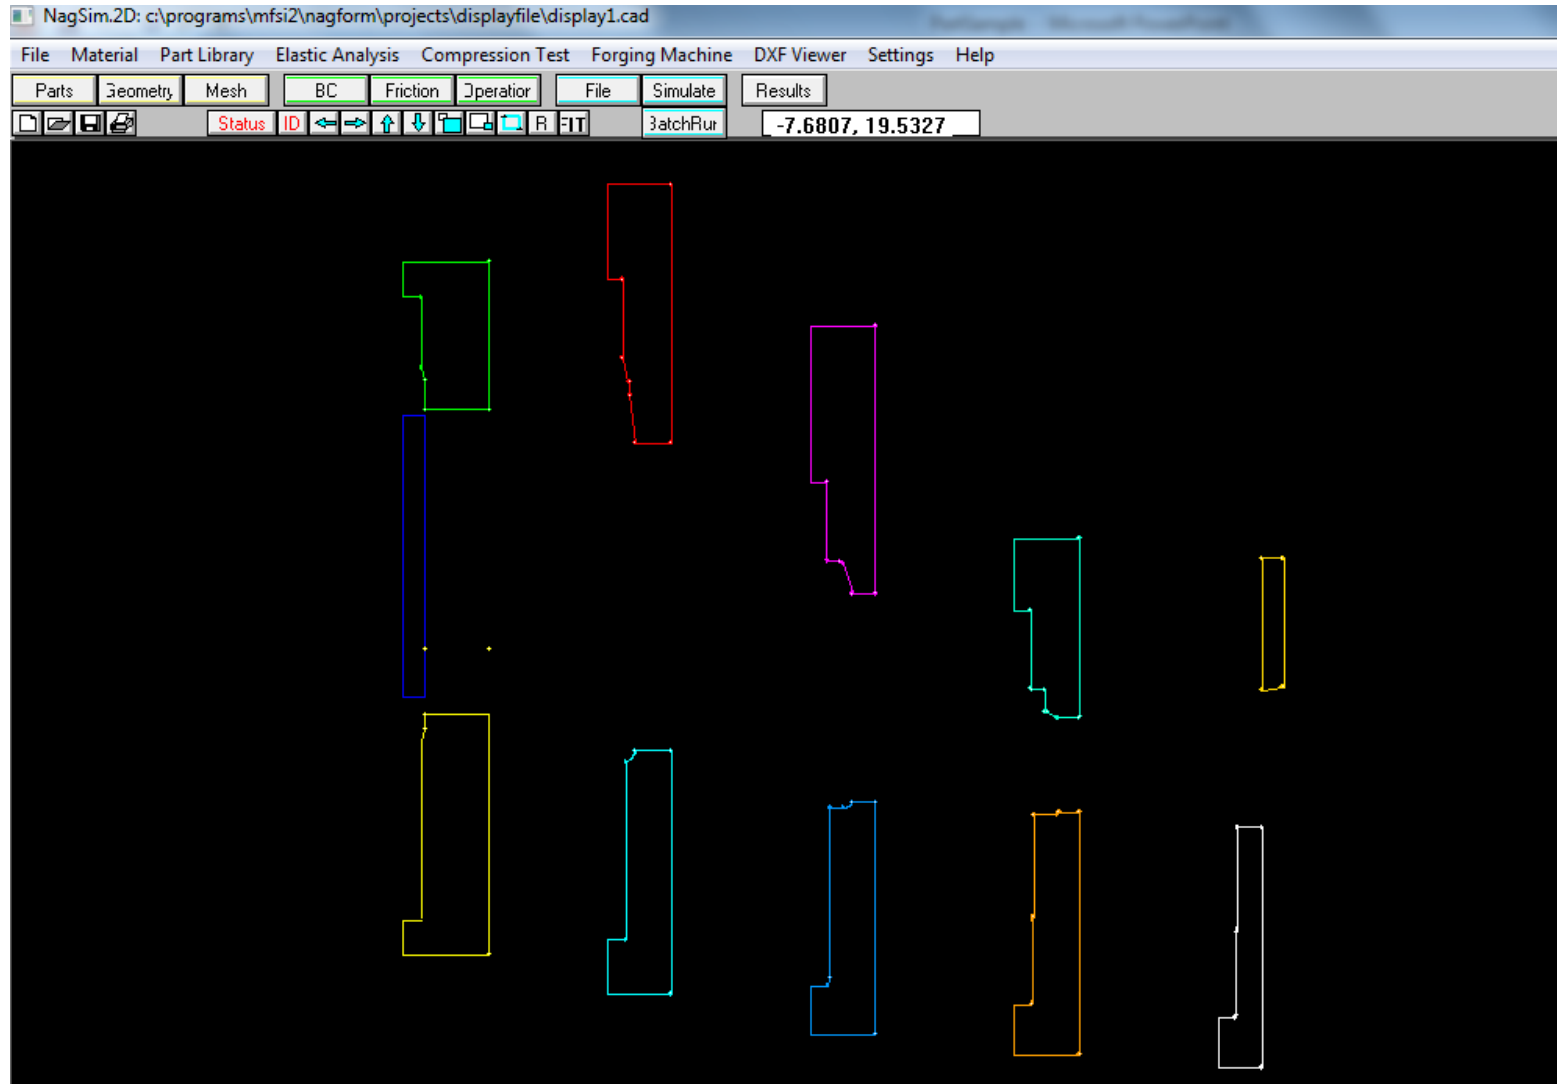 NagSim.2D: c:\programs\mfsi2\nagform\projects\displayfile\display1.cad
File Material Part Library Elastic Analysis Compression Test Forging Machine DXF Viewer Settings Help
Parts Geometry Mesh BC Friction Operation File Simulate Results
Status ID R FIT BatchRur -7.6807, 19.5327